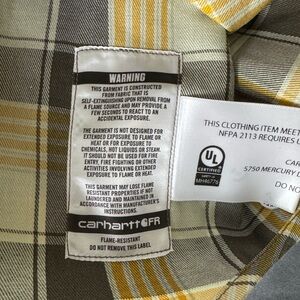 WARNING
THIS GARMENT IS CONSTRUCTED
FROM FABRIC THAT IS
SELF-EXTINGUISHING UPON REMOVAL FROM
A FLAME SOURCE AND MAY PROVIDE A
FEW SECONDS TO REACT TO AN
ACCIDENTAL EXPOSURE.
THE GARMENT IS NOT DESIGNED FOR
EXTENDED EXPOSURE TO FLAME OR
HEAT OR FOR EXPOSURE TO
CHEMICALS, HOT LIQUIDS OR STEAM.
IT SHOULD NOT BE USED FOR FIRE
FIGHTING OR OTHER ACTIVITIES
INVOLVING EXTENDED EXPOSURE TO
FLAME OR HEAT.
THIS GARMENT MAY LOSE FLAME
RESISTANT PROPERTIES IF NOT
LAUNDERED AND MAINTAINED IN
ACCORDANCE WITH MANUFACTURER'S
INSTRUCTIONS.
carhartt FR
FLAME-RESISTANT
DO NOT REMOVE THIS LABEL
THIS CLOTHING ITEM MEE
NFPA 2113 REQUIRES U
UL
CERTIFIED
MH46776
CAR
5750 MERCURY D
DO NO